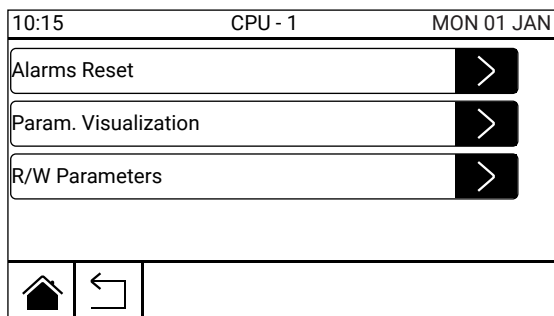 10:15 CPU - 1 MON 01 JAN
Alarms Reset
Param. Visualization
R/W Parameters